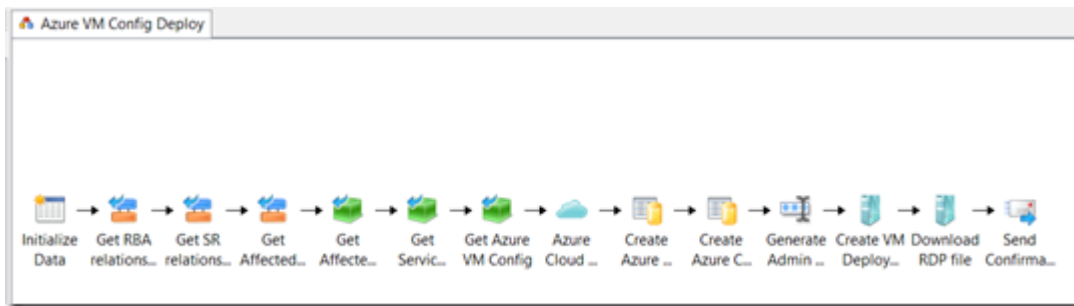 Azure VM Config Deploy
Initialize Data
Get RBA relations...
Get SR relations...
Get Affected...
Get Affecte...
Get Servic...
Get Azure VM Config
Azure Cloud ...
Create Azure ...
Create Azure C...
Generate Admin ...
Create VM Deploy...
Download RDP file
Send Confirma...